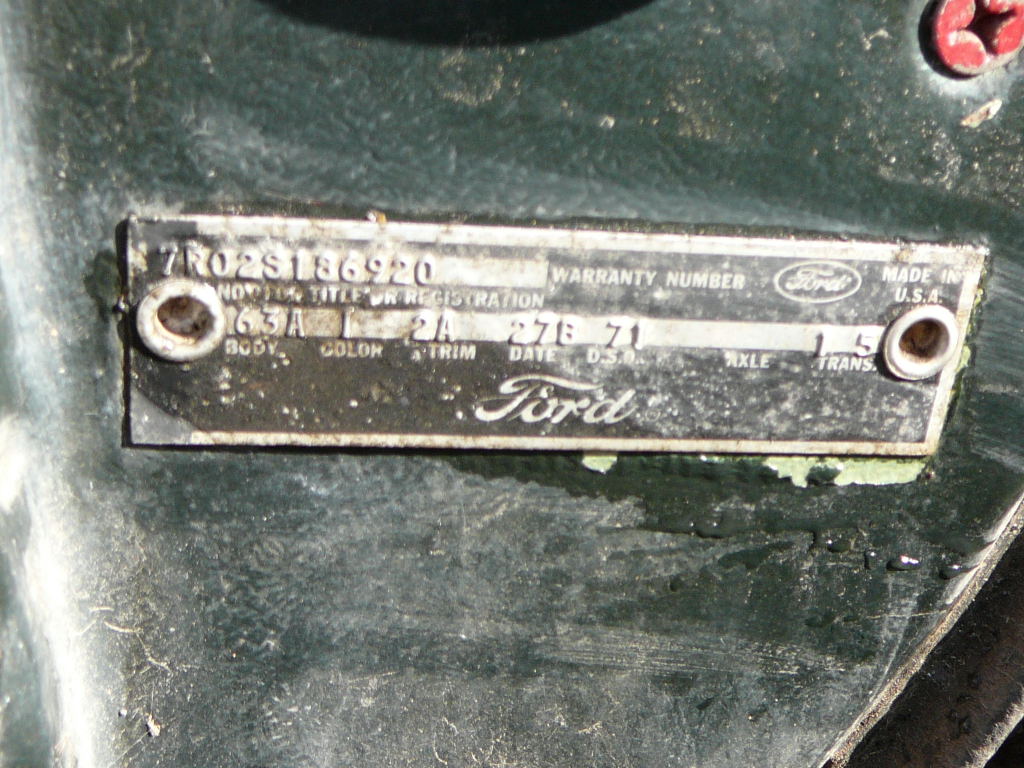 7R02S186920 WARRANTY NUMBER Ford MADE IN U.S.A.
NOT FOR TITLE OR REGISTRATION
63A I 2A 27B 71 1 5
BODY COLOR TRIM DATE D.S.O. AXLE TRANS.
Ford